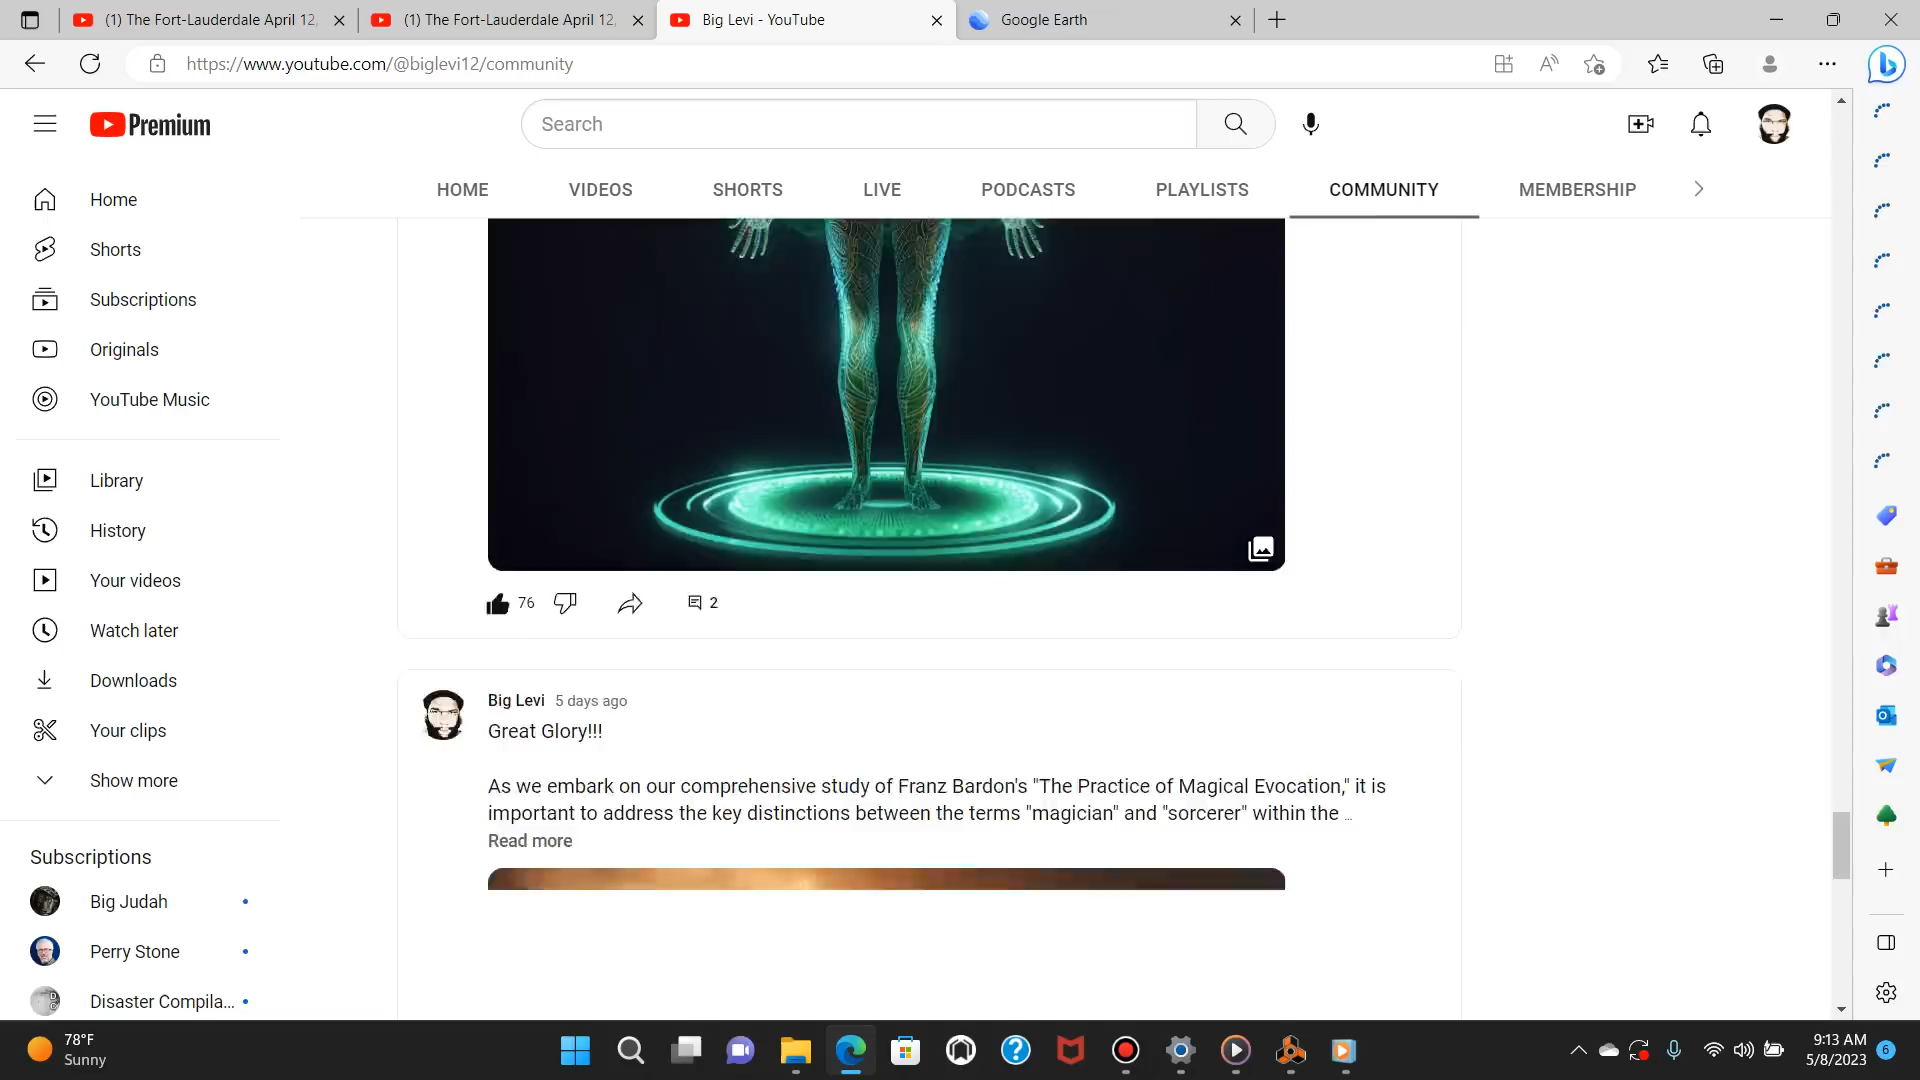 (1) The Fort-Lauderdale April 12,
(1) The Fort-Lauderdale April 12,
Big Levi - YouTube
Google Earth
https://www.youtube.com/@biglevi12/community
Premium
Search
HOME
VIDEOS
SHORTS
LIVE
PODCASTS
PLAYLISTS
COMMUNITY
MEMBERSHIP
Home
Shorts
Subscriptions
Originals
YouTube Music
Library
History
Your videos
Watch later
Downloads
Your clips
Show more
Subscriptions
Big Judah
Perry Stone
Disaster Compila...
76
2
Big Levi 5 days ago
Great Glory!!!
As we embark on our comprehensive study of Franz Bardon's "The Practice of Magical Evocation," it is
important to address the key distinctions between the terms "magician" and "sorcerer" within the ...
Read more
78°F
Sunny
9:13 AM
5/8/2023
6